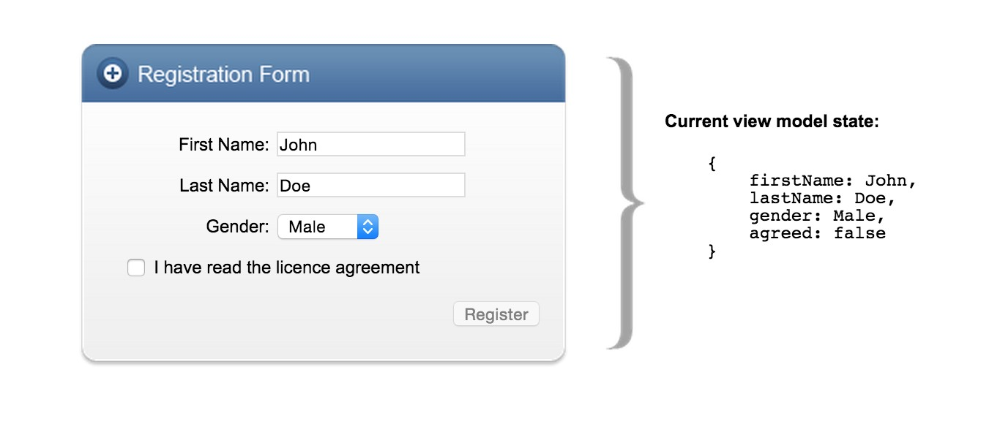 Registration Form
First Name: John
Last Name: Doe
Gender: Male
I have read the licence agreement
Register
Current view model state:
{
firstName: John,
lastName: Doe,
gender: Male,
agreed: false
}